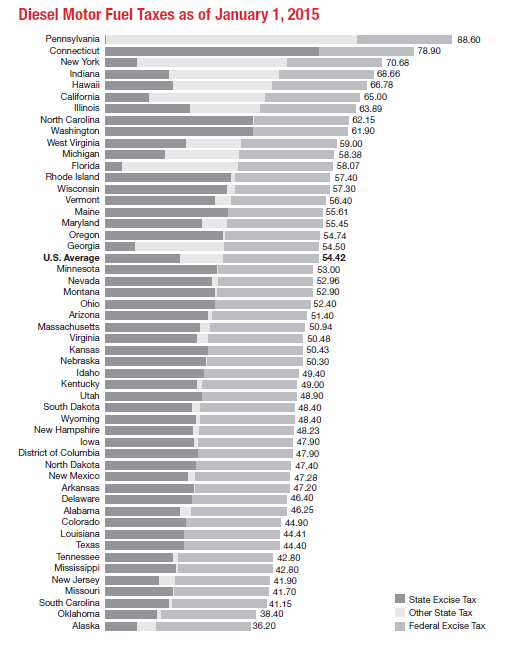 Diesel Motor Fuel Taxes as of January 1, 2015
Pennsylvania 88.60
Connecticut 78.90
New York 70.68
Indiana 68.66
Hawaii 66.78
California 65.00
Illinois 63.89
North Carolina 62.15
Washington 61.90
West Virginia 59.00
Michigan 58.38
Florida 58.07
Rhode Island 57.40
Wisconsin 57.30
Vermont 56.40
Maine 55.61
Maryland 55.45
Oregon 54.74
Georgia 54.50
U.S. Average 54.42
Minnesota 53.00
Nevada 52.96
Montana 52.90
Ohio 52.40
Arizona 51.40
Massachusetts 50.94
Virginia 50.48
Kansas 50.43
Nebraska 50.30
Idaho 49.40
Kentucky 49.00
Utah 48.90
South Dakota 48.40
Wyoming 48.40
New Hampshire 48.23
Iowa 47.90
District of Columbia 47.90
North Dakota 47.40
New Mexico 47.28
Arkansas 47.20
Delaware 46.40
Alabama 46.25
Colorado 44.90
Louisiana 44.41
Texas 44.40
Tennessee 42.80
Mississippi 42.80
New Jersey 41.90
Missouri 41.70
South Carolina 41.15
Oklahoma 38.40
Alaska 36.20
State Excise Tax
Other State Tax
Federal Excise Tax